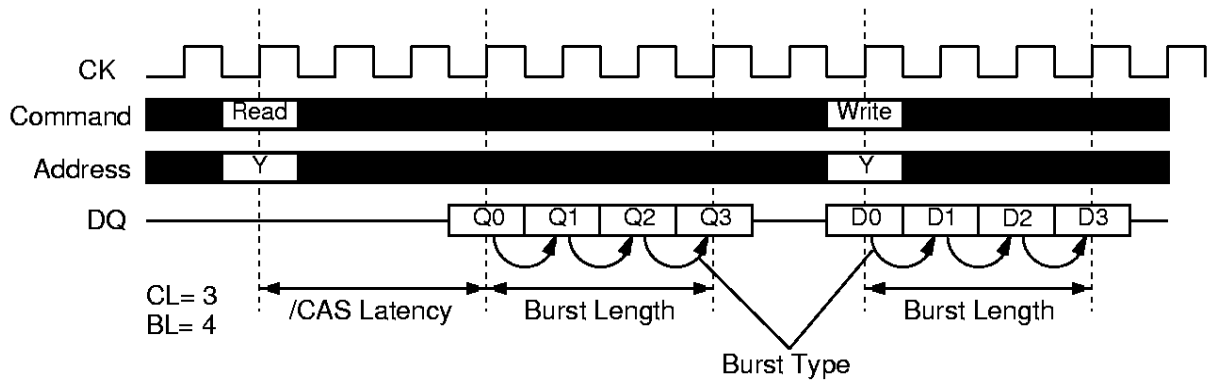 CK
Command Read Write
Address Y Y
DQ Q0 Q1 Q2 Q3 D0 D1 D2 D3
CL= 3
BL= 4
/CAS Latency Burst Length Burst Length
Burst Type